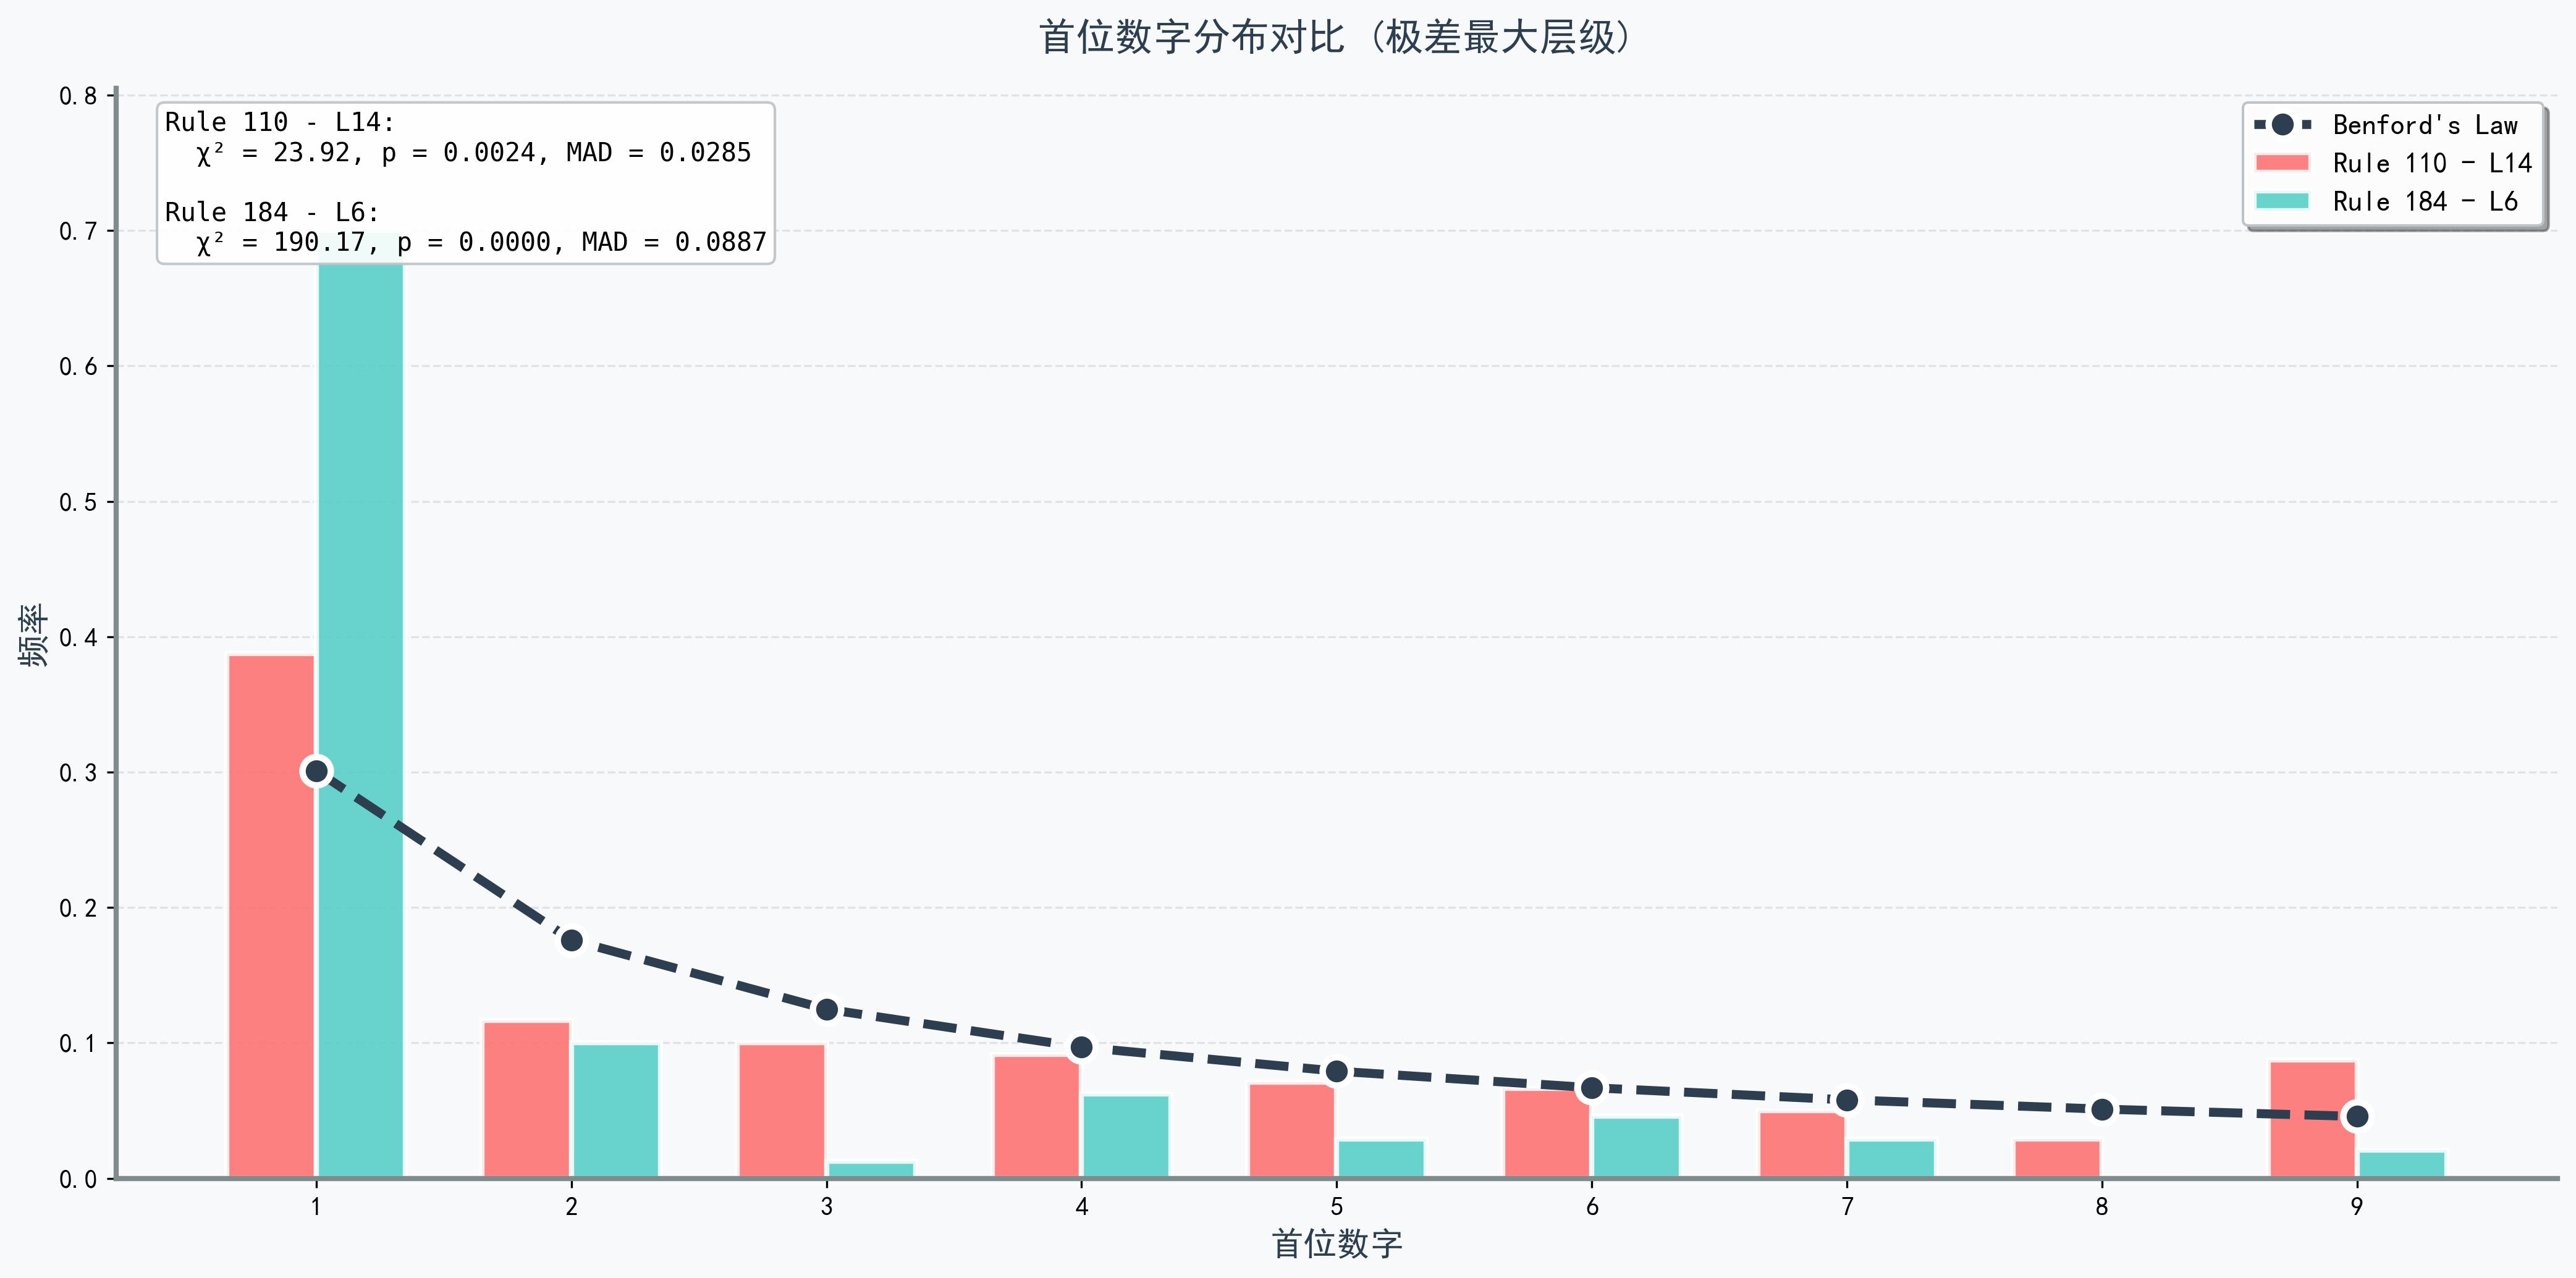 首位数字分布对比 (极差最大层级)
Rule 110 - L14:
χ² = 23.92, p = 0.0024, MAD = 0.0285
Rule 184 - L6:
χ² = 190.17, p = 0.0000, MAD = 0.0887
Benford's Law
Rule 110 - L14
Rule 184 - L6
频率
0.8
0.7
0.6
0.5
0.4
0.3
0.2
0.1
0.0
1 2 3 4 5 6 7 8 9
首位数字